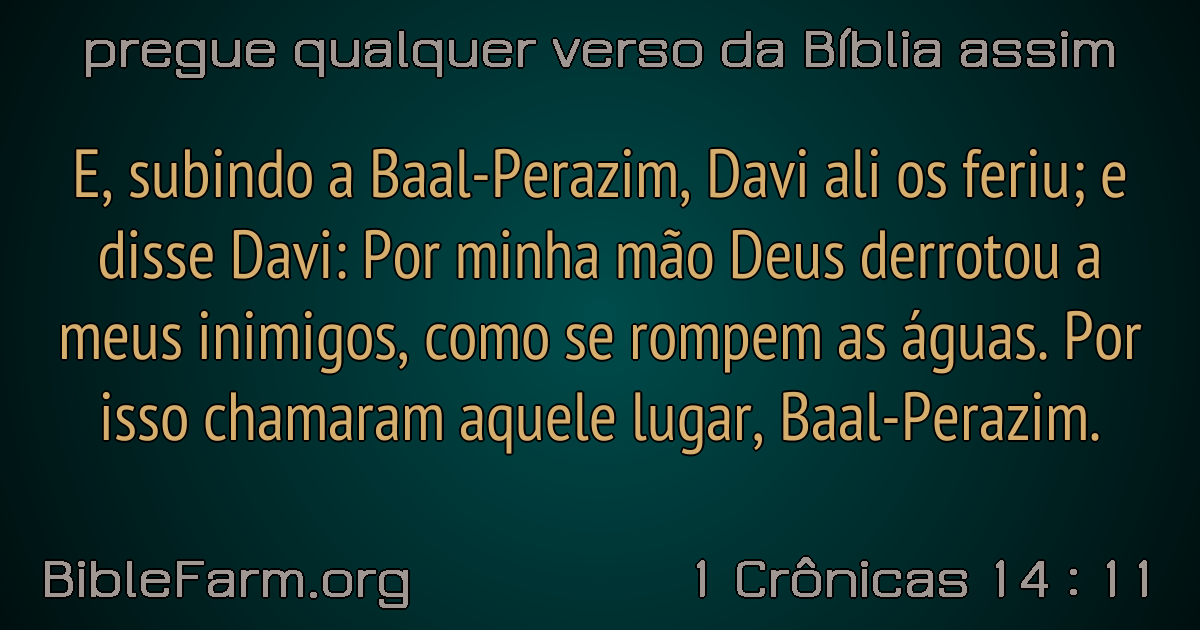 pregue qualquer verso da Bíblia assim
E, subindo a Baal-Perazim, Davi ali os feriu; e
disse Davi: Por minha mão Deus derrotou a
meus inimigos, como se rompem as águas. Por
isso chamaram aquele lugar, Baal-Perazim.
BibleFarm.org
1 Crônicas 14 : 11